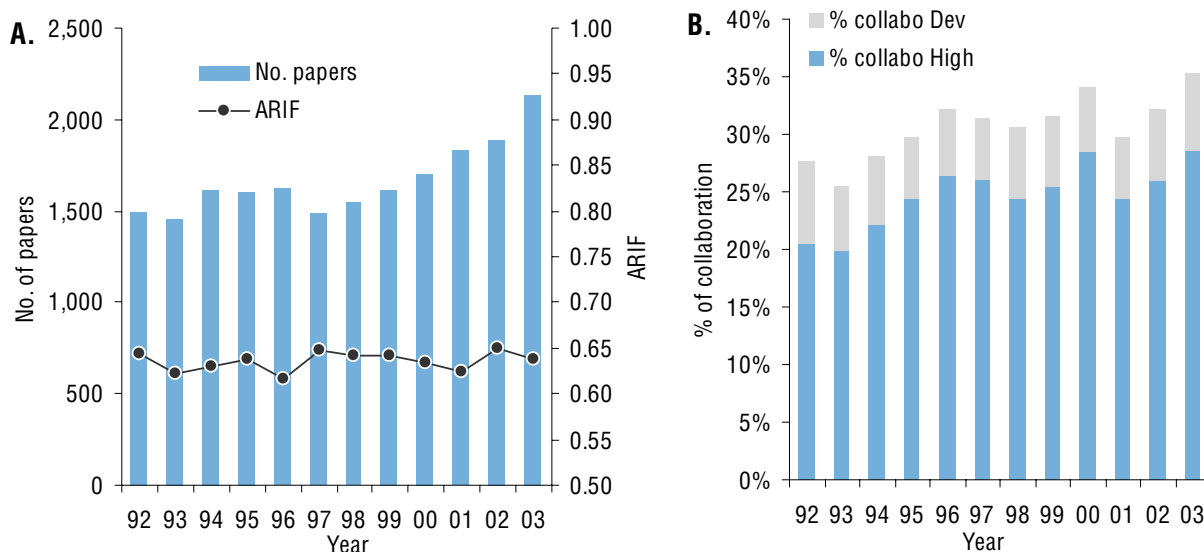 A.
No. papers
ARIF
2,500
2,000
1,500
1,000
500
0
No. of papers
1.00
0.95
0.90
0.85
0.80
0.75
0.70
0.65
0.60
0.55
0.50
ARIF
92 93 94 95 96 97 98 99 00 01 02 03
Year
B.
% collabo Dev
% collabo High
40%
35%
30%
25%
20%
15%
10%
5%
0%
% of collaboration
92 93 94 95 96 97 98 99 00 01 02 03
Year